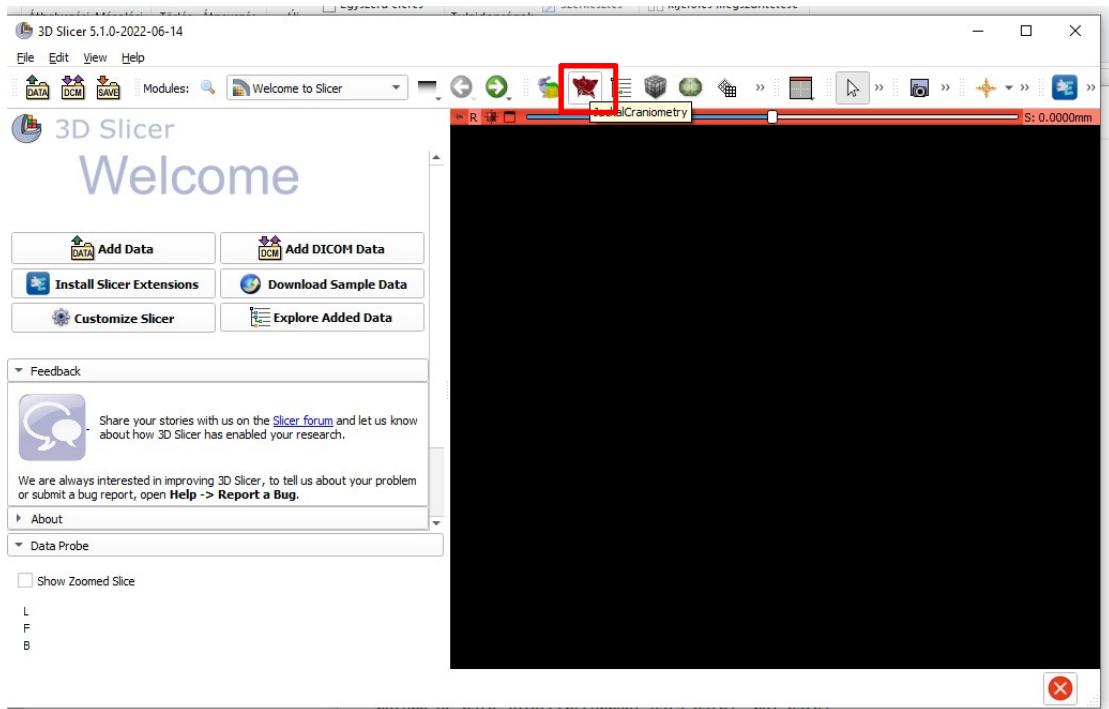 3D Slicer 5.1.0-2022-06-14
File Edit View Help
DATA DCM SAVE Modules: Welcome to Slicer
JackalCraniometry
R S: 0.0000mm
3D Slicer
Welcome
DATA Add Data DCM Add DICOM Data
Install Slicer Extensions Download Sample Data
Customize Slicer Explore Added Data
Feedback
Share your stories with us on the Slicer forum and let us know
about how 3D Slicer has enabled your research.
We are always interested in improving 3D Slicer, to tell us about your problem
or submit a bug report, open Help -> Report a Bug.
About
Data Probe
Show Zoomed Slice
L
F
B